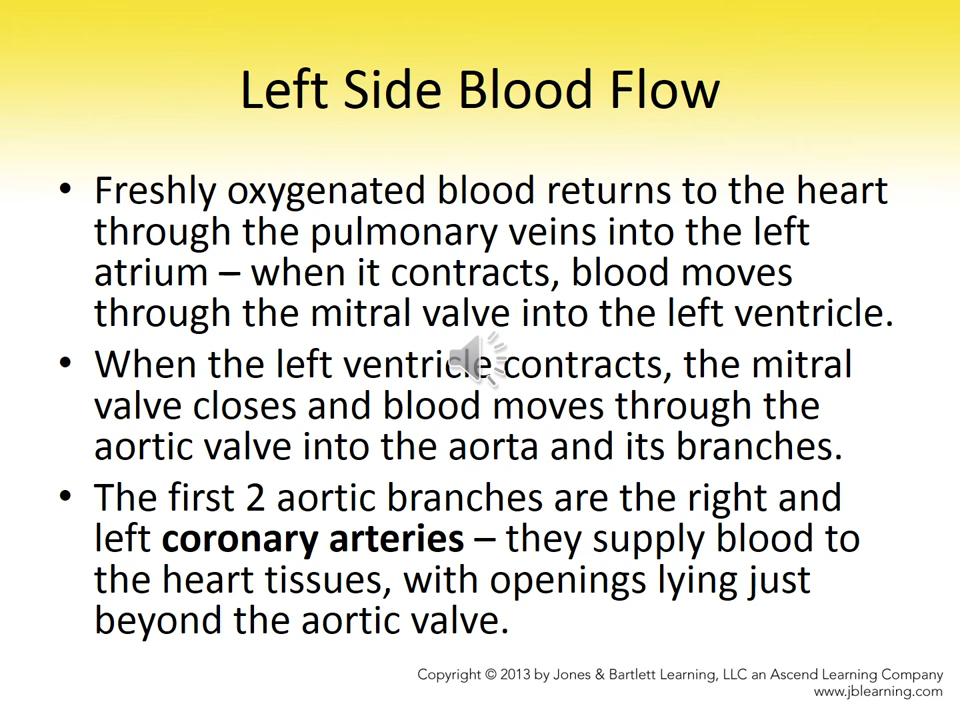 Left Side Blood Flow
• Freshly oxygenated blood returns to the heart
through the pulmonary veins into the left
atrium – when it contracts, blood moves
through the mitral valve into the left ventricle.
• When the left ventricle contracts, the mitral
valve closes and blood moves through the
aortic valve into the aorta and its branches.
• The first 2 aortic branches are the right and
left coronary arteries – they supply blood to
the heart tissues, with openings lying just
beyond the aortic valve.
Copyright © 2013 by Jones & Bartlett Learning, LLC an Ascend Learning Company
www.jblearning.com